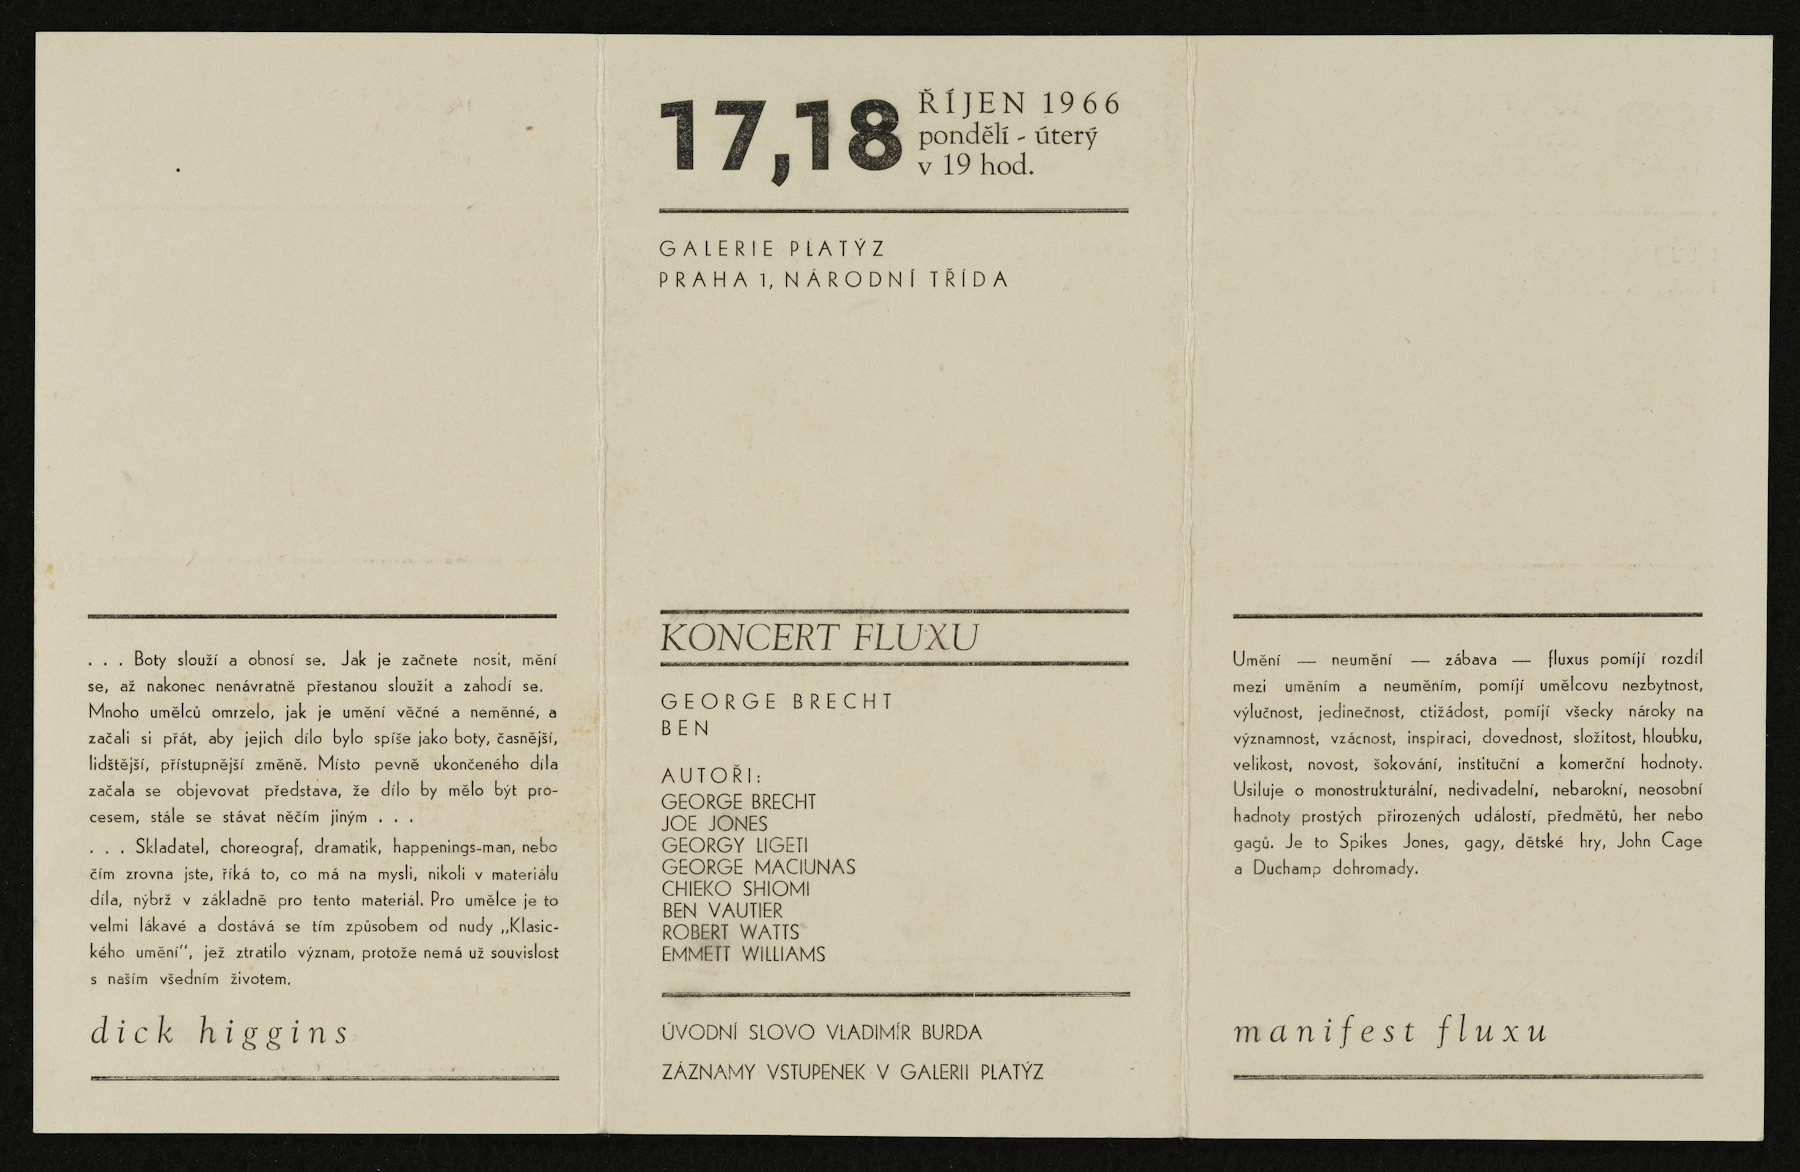 . . . Boty slouží a obnosí se. Jak je začnete nosit, mění
se, až nakonec nenávratně přestanou sloužit a zahodí se.
Mnoho umělců omrzelo, jak je umění věčné a neměnné, a
začali si přát, aby jejich dílo bylo spíše jako boty, časnější,
lidštější, přístupnější změně. Místo pevně ukončeného díla
začala se objevovat představa, že dílo by mělo být pro-
cesem, stále se stávat něčím jiným . . .
. . . Skladatel, choreograf, dramatik, happenings-man, nebo
čím zrovna jste, říká to, co má na mysli, nikoli v materiálu
díla, nýbrž v základně pro tento materiál. Pro umělce je to
velmi lákavé a dostává se tím způsobem od nudy „Klasic-
kého umění“, jež ztratilo význam, protože nemá už souvislost
s naším všedním životem.
dick higgins
17,18
ŘÍJEN 1966
pondělí - úterý
v 19 hod.
GALERIE PLATÝZ
PRAHA 1, NÁRODNÍ TŘÍDA
KONCERT FLUXU
GEORGE BRECHT
BEN
AUTOŘI:
GEORGE BRECHT
JOE JONES
GEORGY LIGETI
GEORGE MACIUNAS
CHIEKO SHIOMI
BEN VAUTIER
ROBERT WATTS
EMMETT WILLIAMS
ÚVODNÍ SLOVO VLADIMÍR BURDA
ZÁZNAMY VSTUPENEK V GALERII PLATÝZ
Umění — neumění — zábava — fluxus pomíjí rozdíl
mezi uměním a neuměním, pomíjí umělcovu nezbytnost,
výlučnost, jedinečnost, ctižádost, pomíjí všecky nároky na
významnost, vzácnost, inspiraci, dovednost, složitost, hloubku,
velikost, novost, šokování, instituční a komerční hodnoty.
Usiluje o monostrukturální, nedivadelní, nebarokní, neosobní
hadnoty prostých přirozených událostí, předmětů, her nebo
gagů. Je to Spikes Jones, gagy, dětské hry, John Cage
a Duchamp dohromady.
manifest fluxu